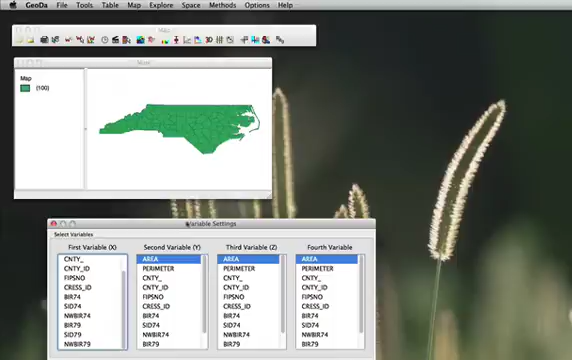 GeoDa File Tools Table Map Explore Space Methods Options Help
Map
Map
(100)
Variable Settings
Select Variables
First Variable (X) Second Variable (Y) Third Variable (Z) Fourth Variable
CNTY_ AREA AREA AREA
CNTY_ID PERIMETER PERIMETER PERIMETER
FIPSNO CNTY_ CNTY_ CNTY_
CRESS_ID CNTY_ID CNTY_ID CNTY_ID
BIR74 FIPSNO FIPSNO FIPSNO
SID74 CRESS_ID CRESS_ID CRESS_ID
NWBIR74 BIR74 BIR74 BIR74
BIR79 SID74 SID74 SID74
SID79 NWBIR74 NWBIR74 NWBIR74
NWBIR79 BIR79 BIR79 BIR79